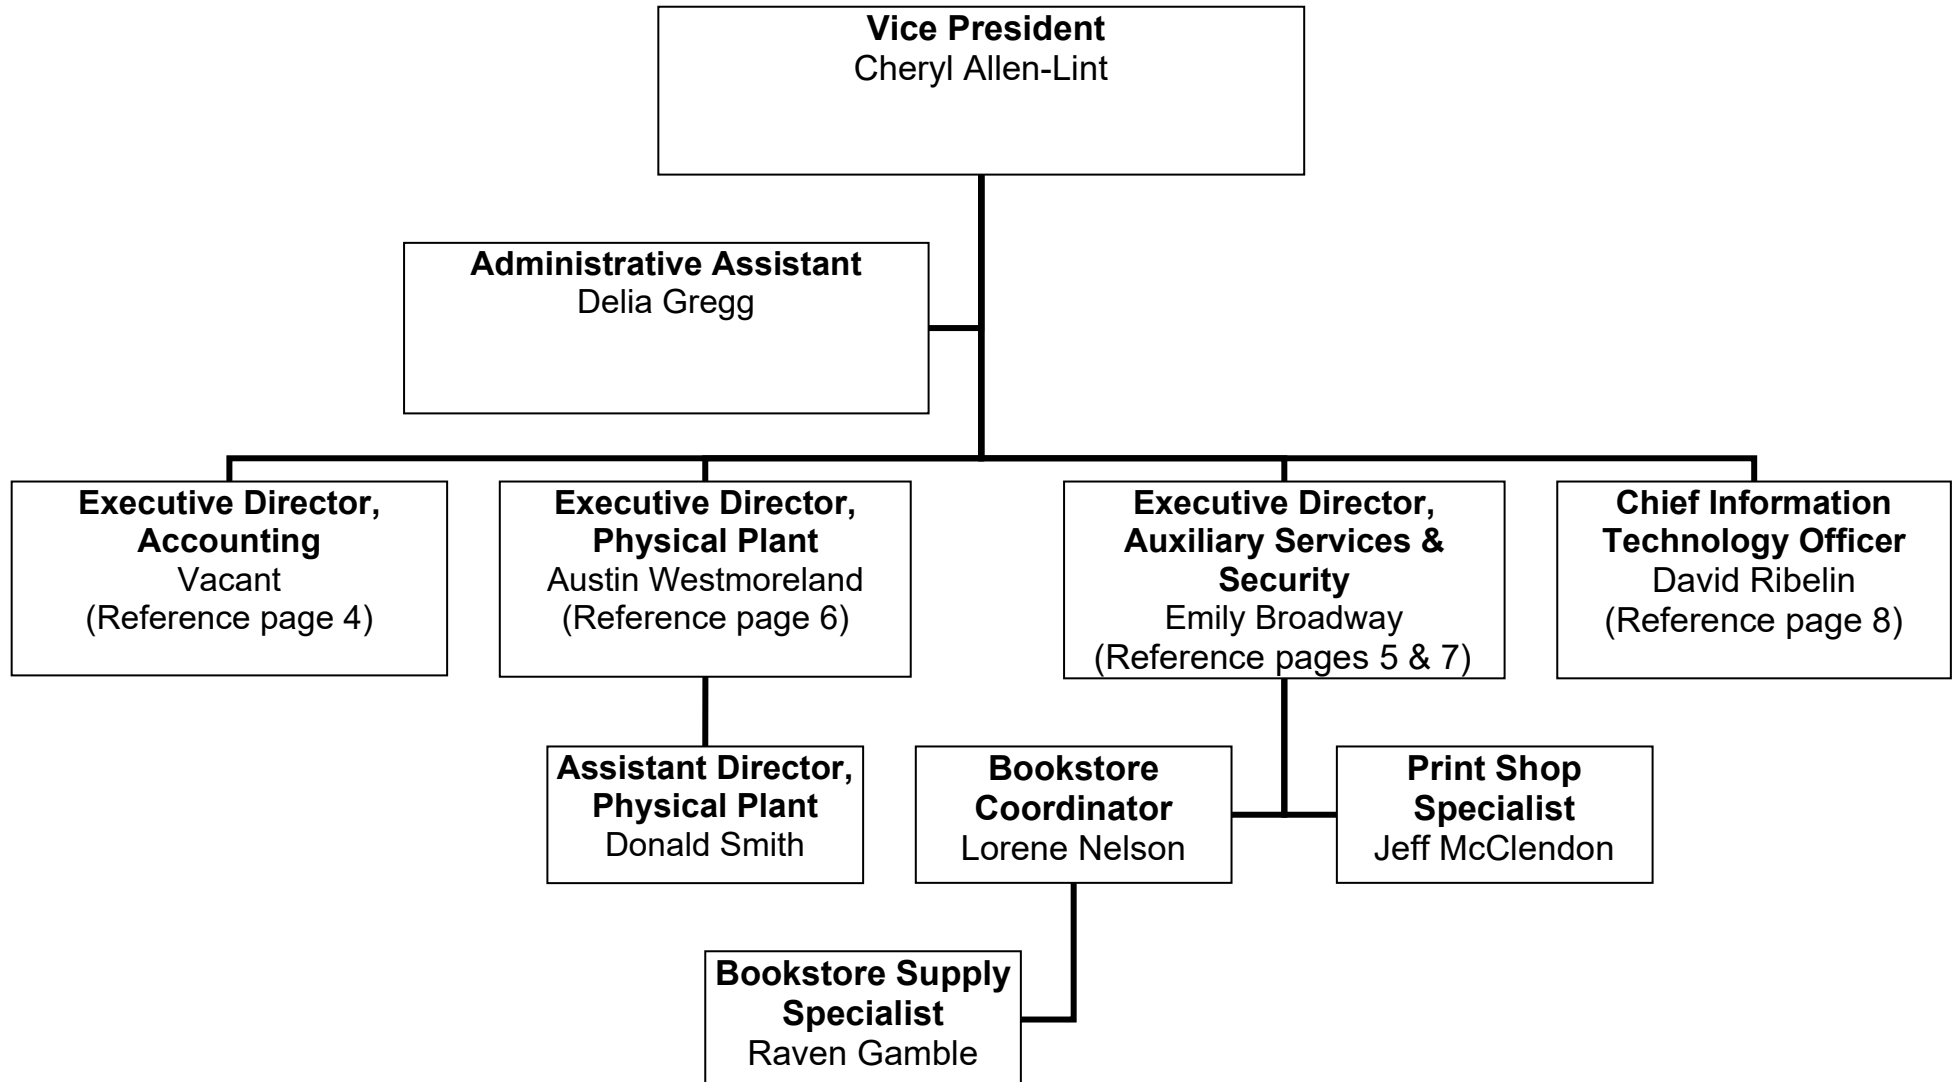 Vice President
Cheryl Allen-Lint
Administrative Assistant
Delia Gregg
Executive Director,
Accounting
Vacant
(Reference page 4)
Executive Director,
Physical Plant
Austin Westmoreland
(Reference page 6)
Executive Director,
Auxiliary Services &
Security
Emily Broadway
(Reference pages 5 & 7)
Chief Information
Technology Officer
David Ribelin
(Reference page 8)
Assistant Director,
Physical Plant
Donald Smith
Bookstore
Coordinator
Lorene Nelson
Print Shop
Specialist
Jeff McClendon
Bookstore Supply
Specialist
Raven Gamble